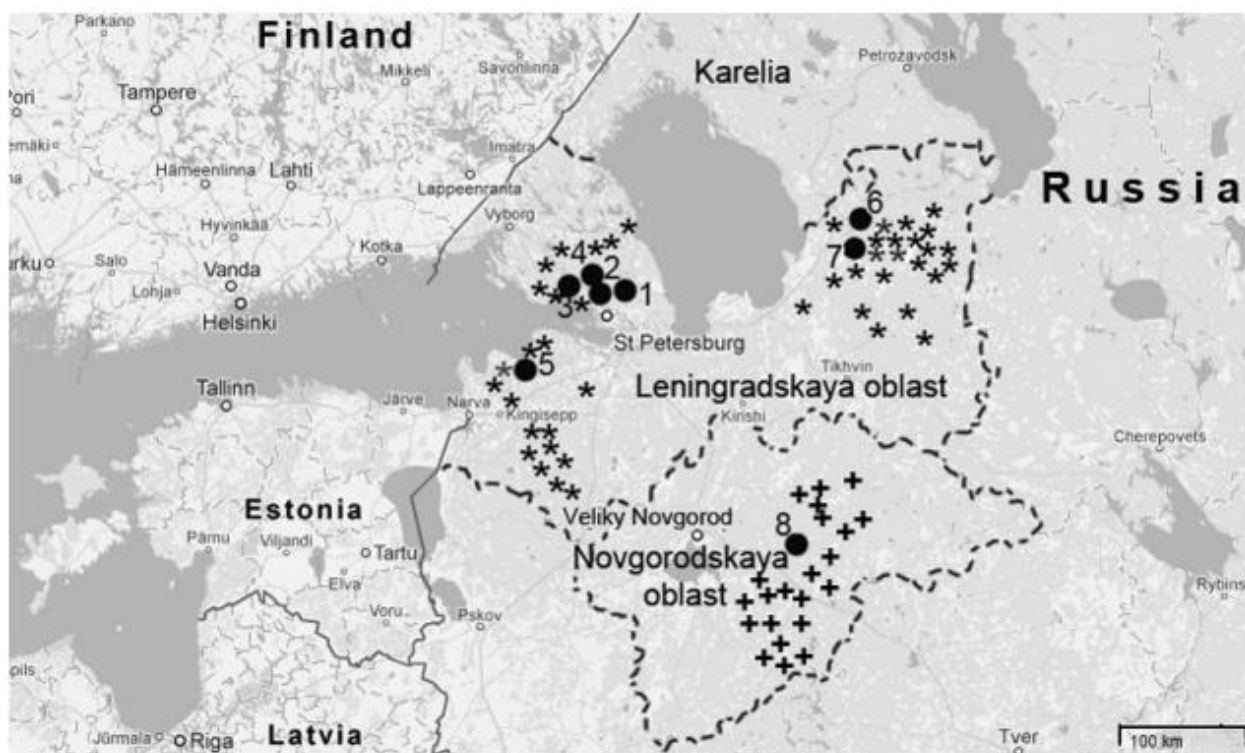 Parkano
Finland
Karelia
Petrozavodsk
Mikkeli
Savonlinna
Pori
Tampere
Imatra
Hämeenlinna
Lahti
Lappeenranta
Russia
Vyborg
Hyvinkää
6
Kotka
4
7
Salo
Vanda
2
Lohja
3
1
Helsinki
St Petersburg
5
Tikhvin
Tallinn
Järve
Narva
Kingisepp
Leningradskaya oblast
Kirishi
Cherepovets
Estonia
Veliky Novgorod
8
Pärnu
Viljandi
Tartu
Novgorodskaya
oblast
Elva
Voru
Pskov
Rybins
Jūrmala
Riga
Latvia
Tver
100 km